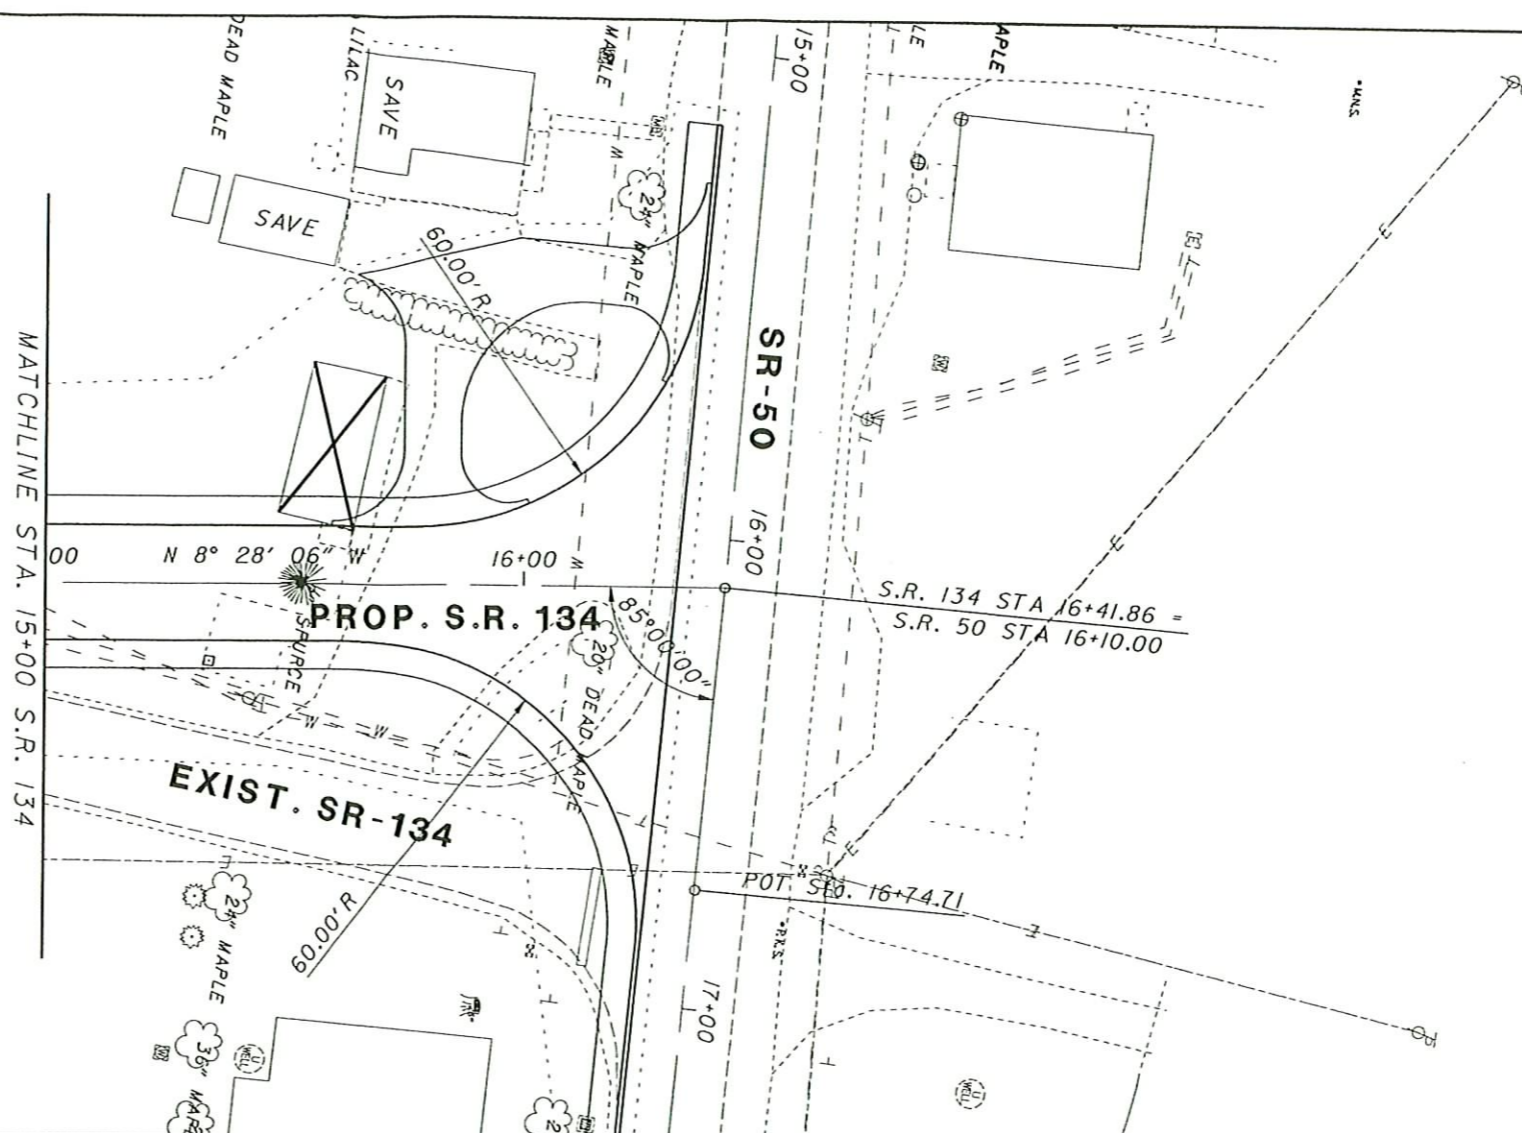 DEAD MAPLE
LILAC
SAVE
MAPLE
15+00
LE
APLE
SAVE
24" MAPLE
60.00' R
SR-50
E
MATCHLINE STA. 15+00 S.R. 134
00
N 8° 28' 06" W
16+00
16+00
PROP. S.R. 134
SPURCE
20" DEAD MAPLE
85°00'00"
S.R. 134 STA 16+41.86 =
S.R. 50 STA 16+10.00
W
W
EXIST. SR-134
E
E
POT Sta. 16+74.71
P.K.S.
24" MAPLE
60.00' R
17+00
36" MAPLE
U
WELL
U
WELL